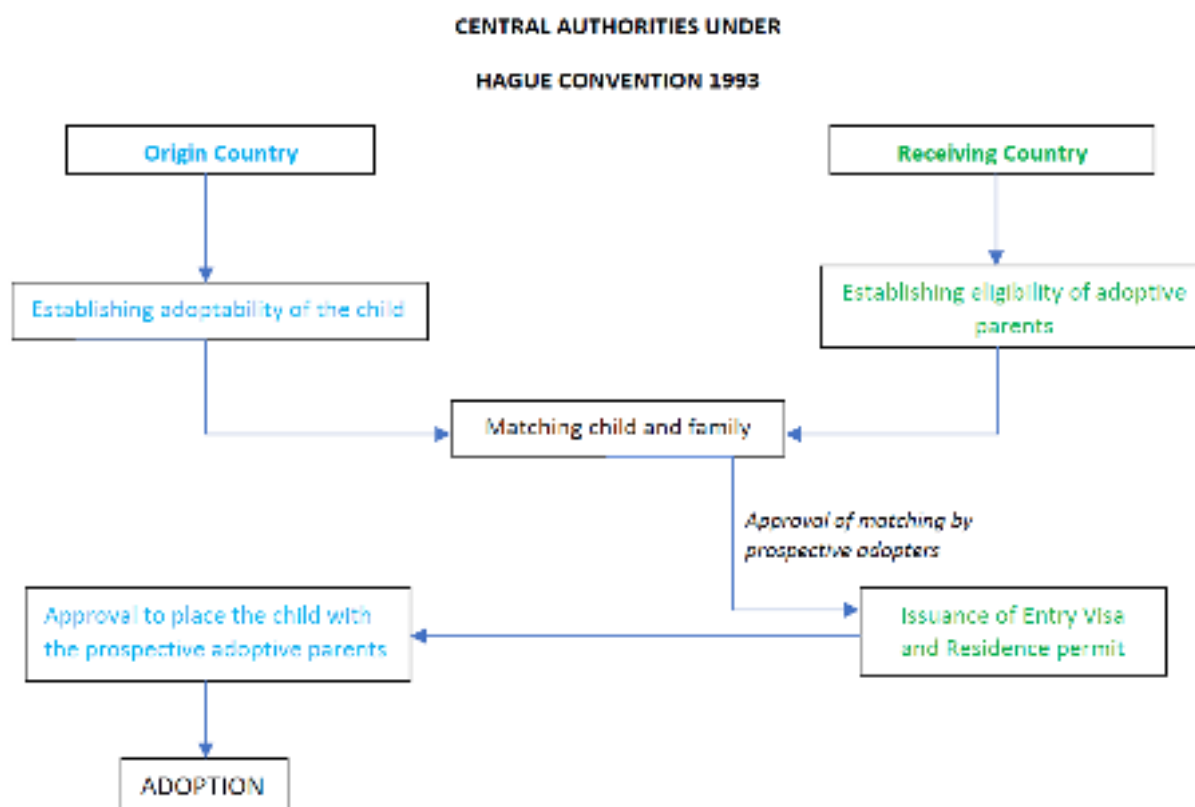 CENTRAL AUTHORITIES UNDER
HAGUE CONVENTION 1993
Origin Country
Receiving Country
Establishing adoptability of the child
Establishing eligibility of adoptive
parents
Matching child and family
Approval of matching by
prospective adopters
Approval to place the child with
the prospective adoptive parents
Issuance of Entry Visa
and Residence permit
ADOPTION